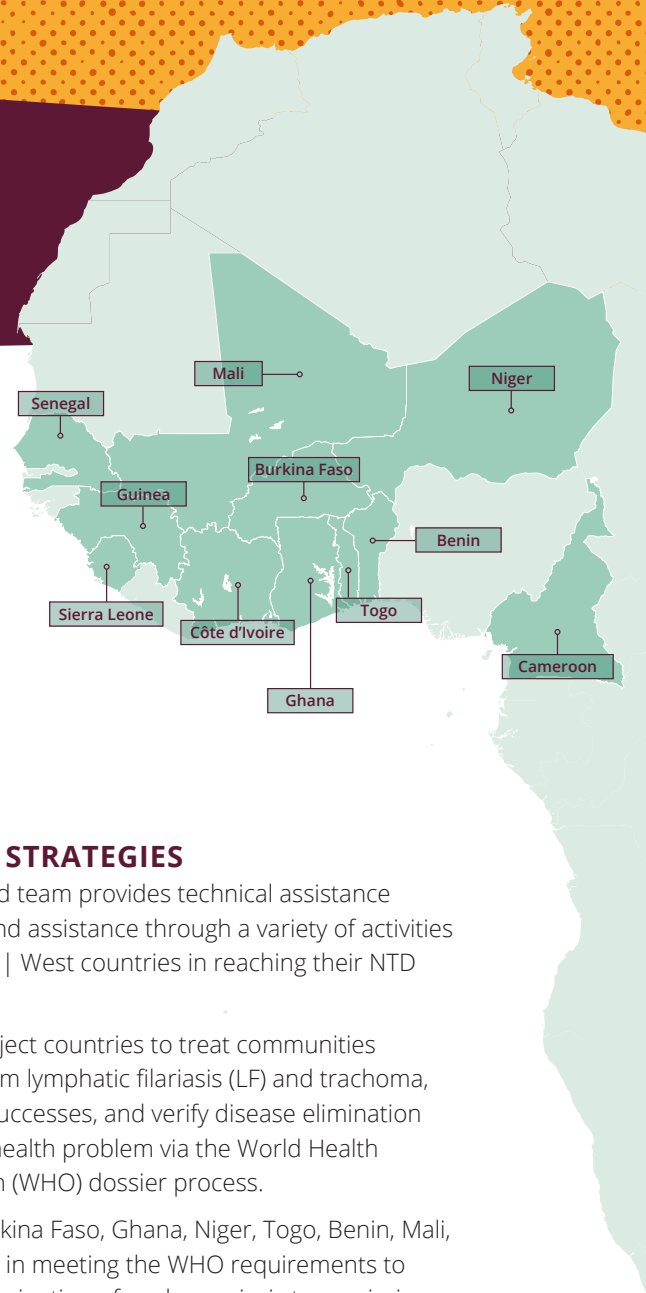 Mali
Niger
Senegal
Burkina Faso
Guinea
Benin
Sierra Leone
Togo
Côte d'Ivoire
Cameroon
Ghana
STRATEGIES
d team provides technical assistance
nd assistance through a variety of activities
| West countries in reaching their NTD
ject countries to treat communities
m lymphatic filariasis (LF) and trachoma,
uccesses, and verify disease elimination
health problem via the World Health
n (WHO) dossier process.
kina Faso, Ghana, Niger, Togo, Benin, Mali,
in meeting the WHO requirements to